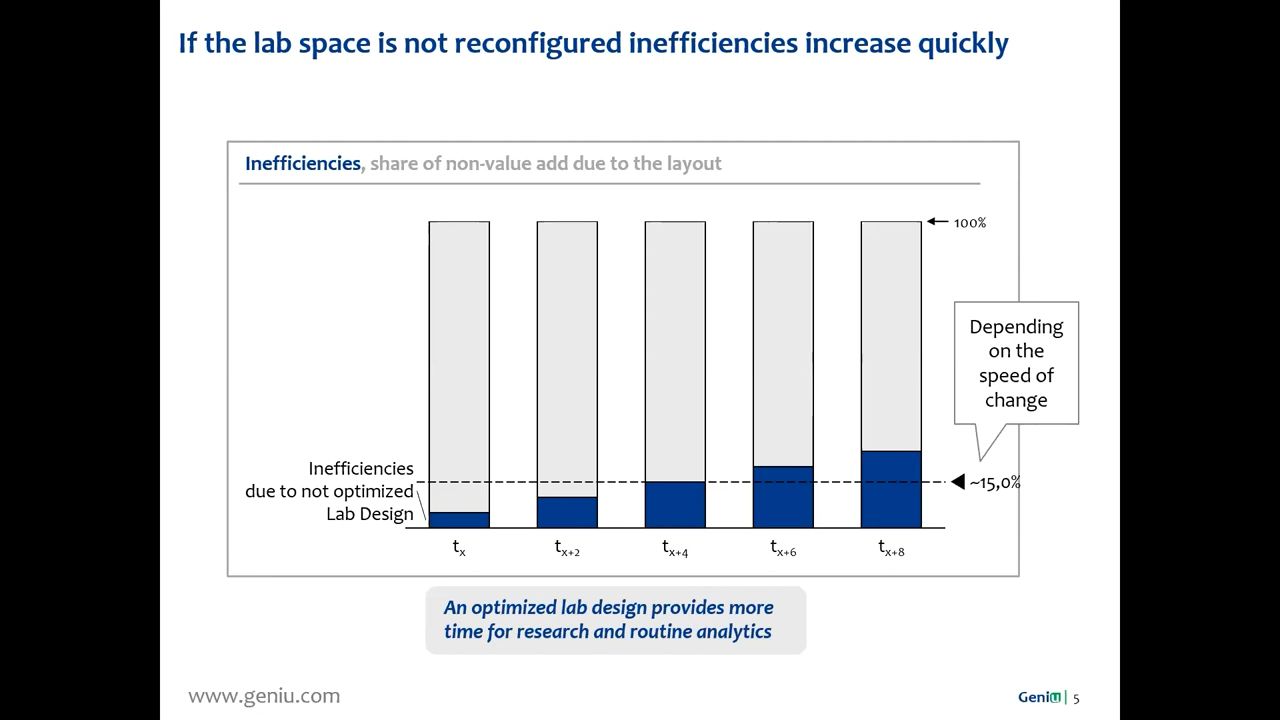 If the lab space is not reconfigured inefficiencies increase quickly
Inefficiencies, share of non-value add due to the layout
100%
Depending
on the
speed of
change
Inefficiencies
due to not optimized
Lab Design
~15,0%
tx
tx+2
tx+4
tx+6
tx+8
An optimized lab design provides more
time for research and routine analytics
www.geniu.com
Geniu | 5